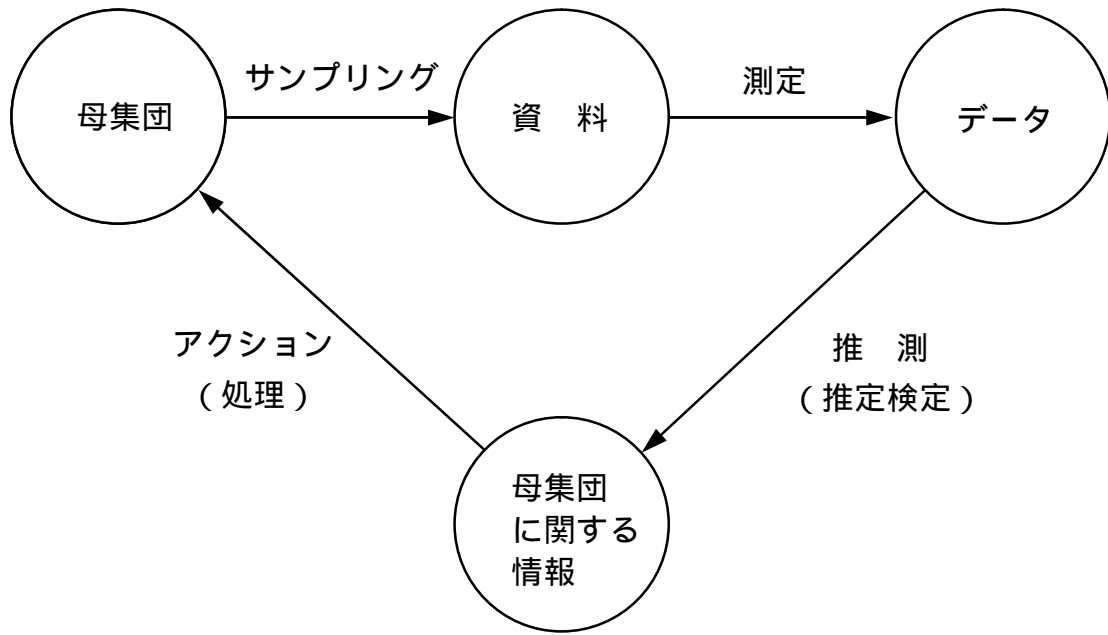 サンプリング
測定
母集団
資　料
データ
アクション
（処理）
推　測
（推定検定）
母集団
に関する
情報